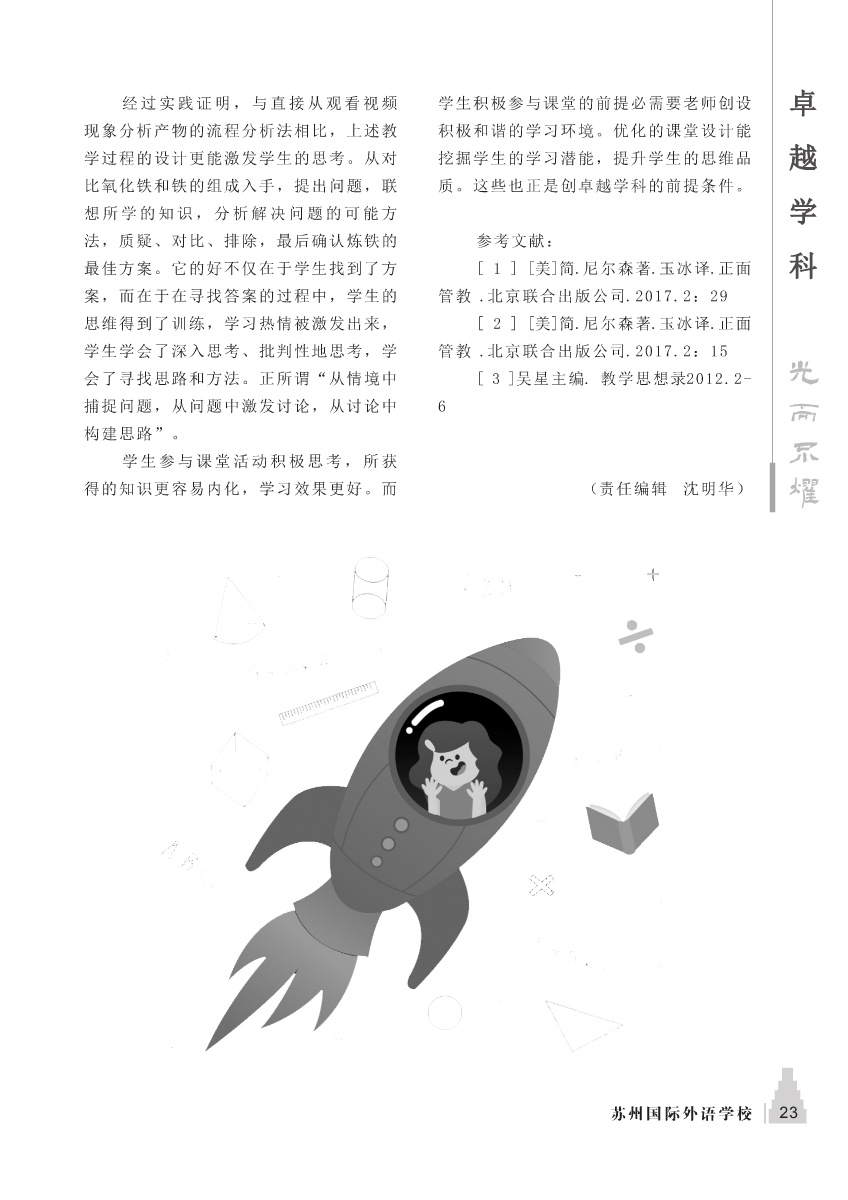 经过实践证明，与直接从观看视频
现象分析产物的流程分析法相比，上述教
学过程的设计更能激发学生的思考。从对
比氧化铁和铁的组成入手，提出问题，联
想所学的知识，分析解决问题的可能方
法，质疑、对比、排除，最后确认炼铁的
最佳方案。它的好不仅在于学生找到了方
案，而在于在寻找答案的过程中，学生的
思维得到了训练，学习热情被激发出来，
学生学会了深入思考、批判性地思考，学
会了寻找思路和方法。正所谓“从情境中
捕捉问题，从问题中激发讨论，从讨论中
构建思路”。
学生参与课堂活动积极思考，所获
得的知识更容易内化，学习效果更好。而
学生积极参与课堂的前提必需要老师创设
积极和谐的学习环境。优化的课堂设计能
挖掘学生的学习潜能，提升学生的思维品
质。这些也正是创卓越学科的前提条件。
参考文献：
[ 1 ] [美]简.尼尔森著.玉冰译.正面
管教 .北京联合出版公司.2017.2：29
[ 2 ] [美]简.尼尔森著.玉冰译.正面
管教 .北京联合出版公司.2017.2：15
[ 3 ]吴星主编. 教学思想录2012.2-
6
（责任编辑　沈明华）
卓越学科
光而不耀
苏州国际外语学校
23